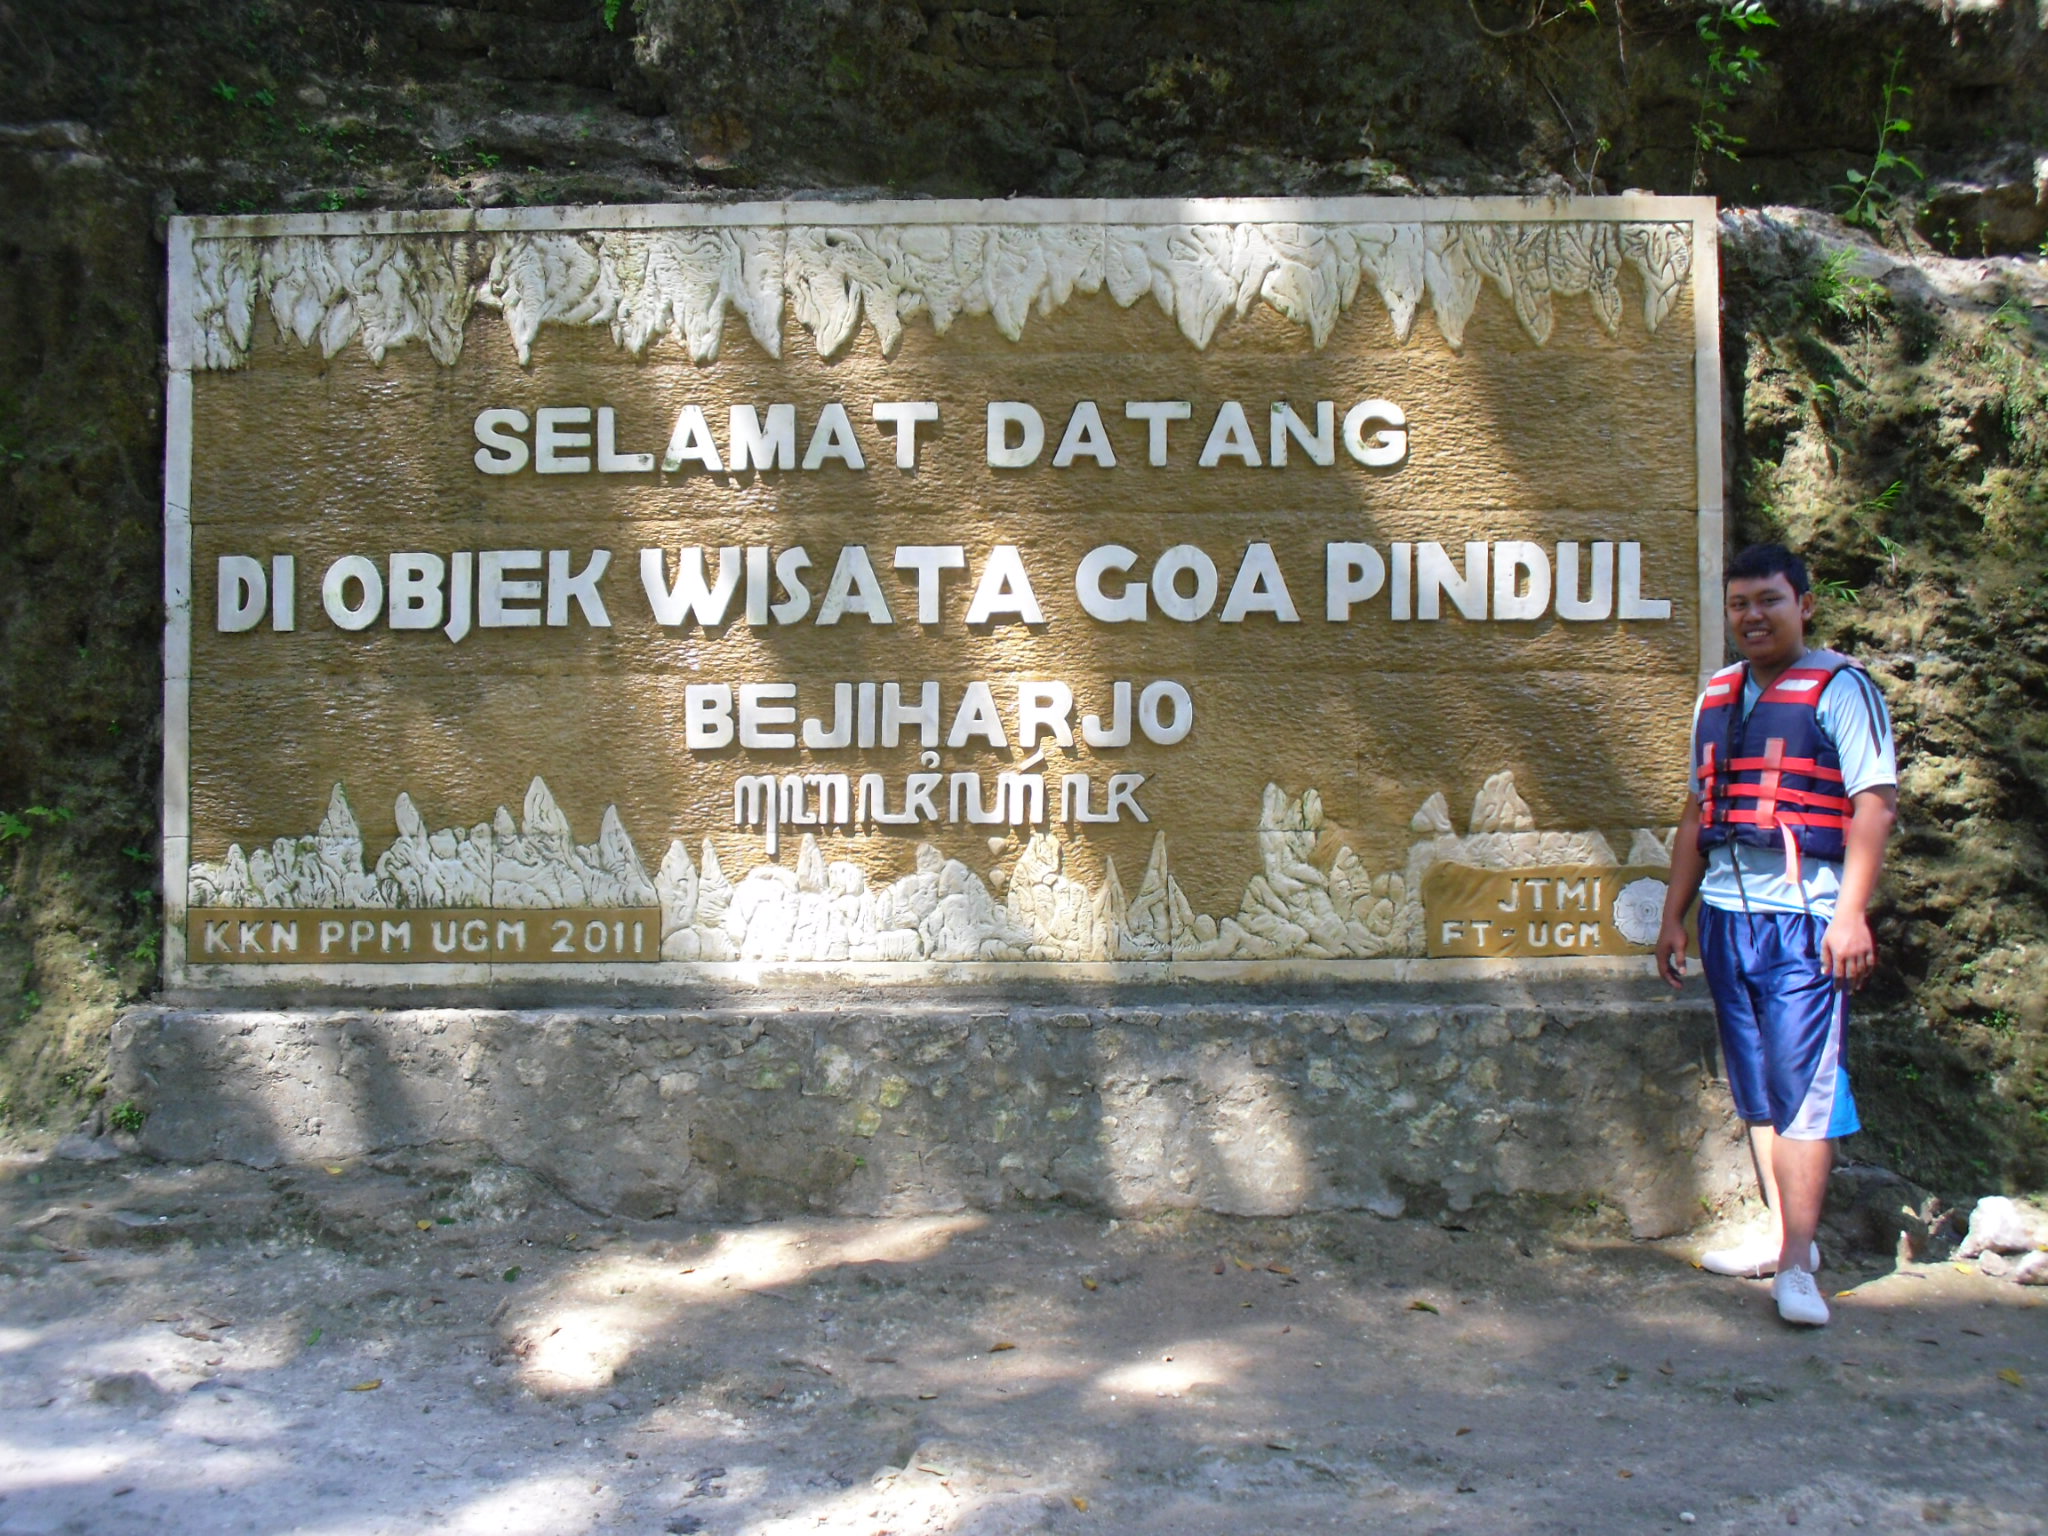 SELAMAT DATANG
DI OBJEK WISATA GOA PINDUL
BEJIHARJO
KKN PPM UGM 2011
JTMI
FT - UGM